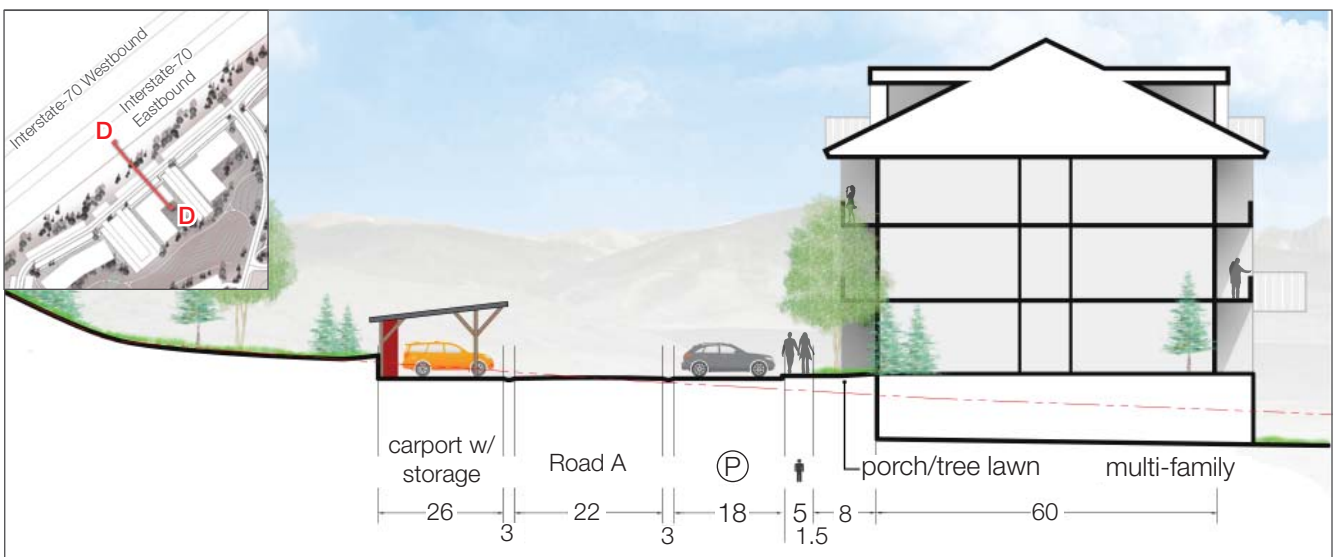 Interstate-70 Westbound
Interstate-70
Eastbound
D
D
carport w/
storage
Road A
P
porch/tree lawn
multi-family
26
3
22
3
18
5
1.5
8
60